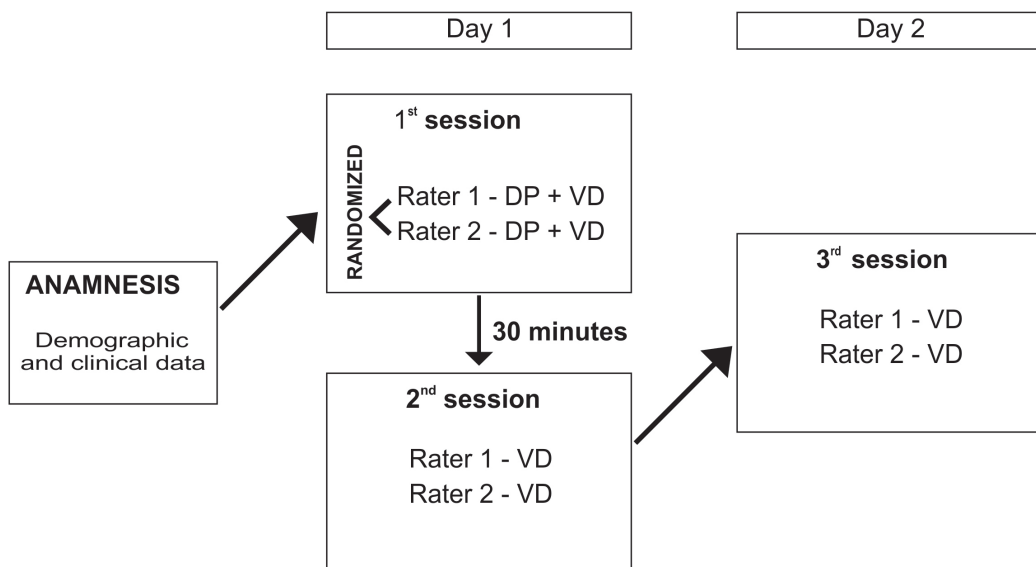 Day 1
Day 2
1st session
RANDOMIZED
Rater 1 - DP + VD
Rater 2 - DP + VD
ANAMNESIS
Demographic
and clinical data
30 minutes
2nd session
Rater 1 - VD
Rater 2 - VD
3rd session
Rater 1 - VD
Rater 2 - VD